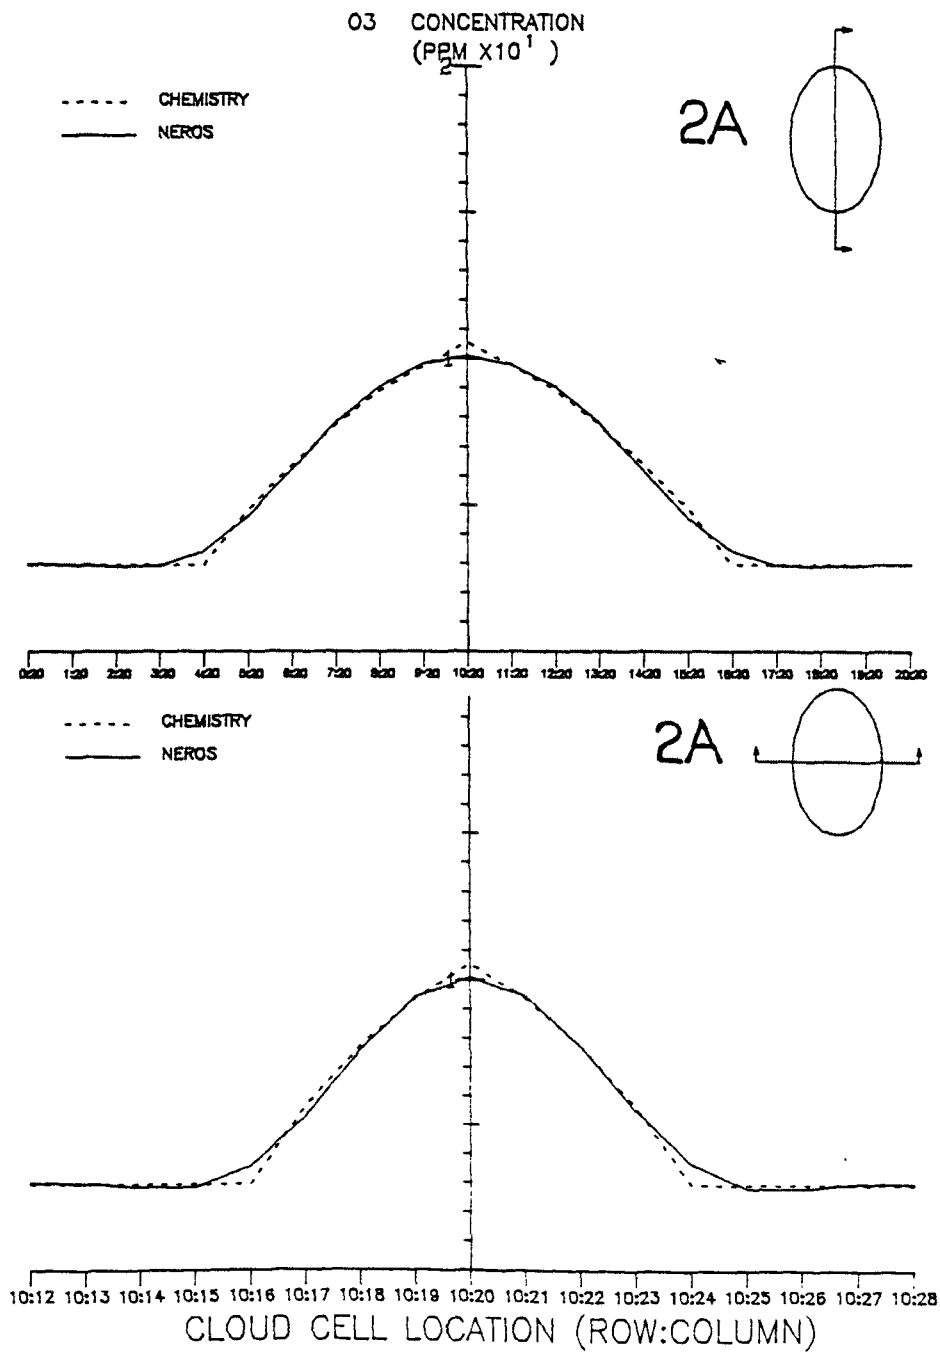 O3 CONCENTRATION
(PPM X10¹ )
2
CHEMISTRY
NEROS
2A
1
0:20 1:20 2:20 3:20 4:20 5:20 6:20 7:20 8:20 9:20 10:20 11:20 12:20 13:20 14:20 15:20 16:20 17:20 18:20 19:20 20:20
CHEMISTRY
NEROS
2A
1
10:12 10:13 10:14 10:15 10:16 10:17 10:18 10:19 10:20 10:21 10:22 10:23 10:24 10:25 10:26 10:27 10:28
CLOUD CELL LOCATION (ROW:COLUMN)